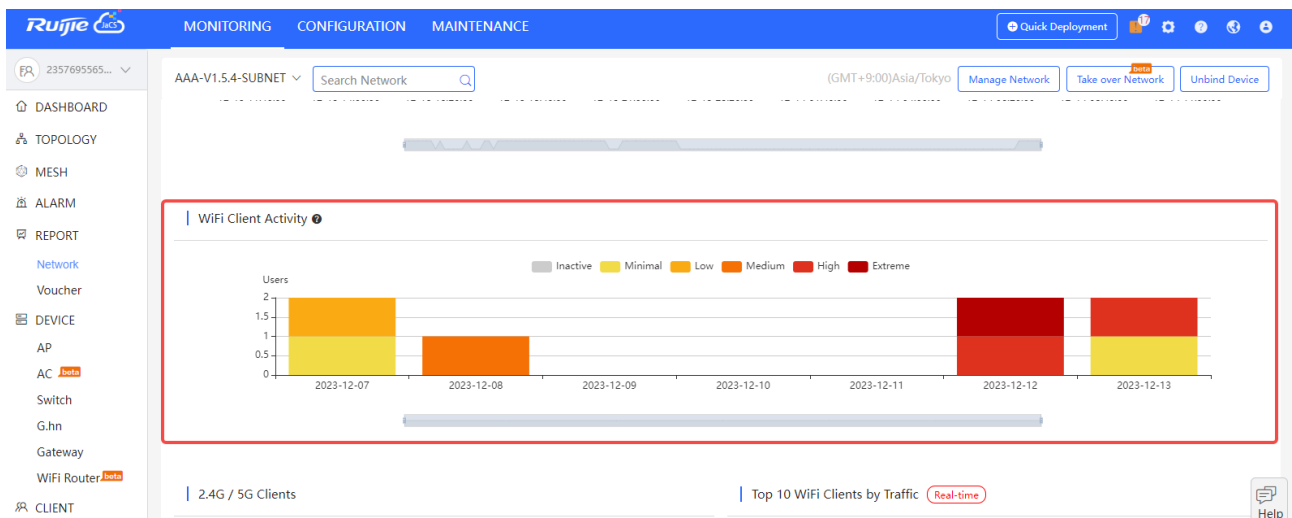 Ruijie JaCS MONITORING CONFIGURATION MAINTENANCE Quick Deployment 17
2357695565... AAA-V1.5.4-SUBNET Search Network (GMT+9:00)Asia/Tokyo Manage Network Take over Network beta Unbind Device
DASHBOARD
TOPOLOGY
MESH
ALARM
REPORT
Network
Voucher
DEVICE
AP
AC beta
Switch
G.hn
Gateway
WiFi Router beta
CLIENT
WiFi Client Activity
Inactive Minimal Low Medium High Extreme
Users
2
1.5
1
0.5
0
2023-12-07 2023-12-08 2023-12-09 2023-12-10 2023-12-11 2023-12-12 2023-12-13
2.4G / 5G Clients
Top 10 WiFi Clients by Traffic Real-time
Help